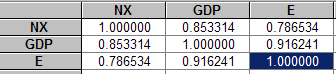 NX GDP E
NX 1.000000 0.853314 0.786534
GDP 0.853314 1.000000 0.916241
E 0.786534 0.916241 1.000000